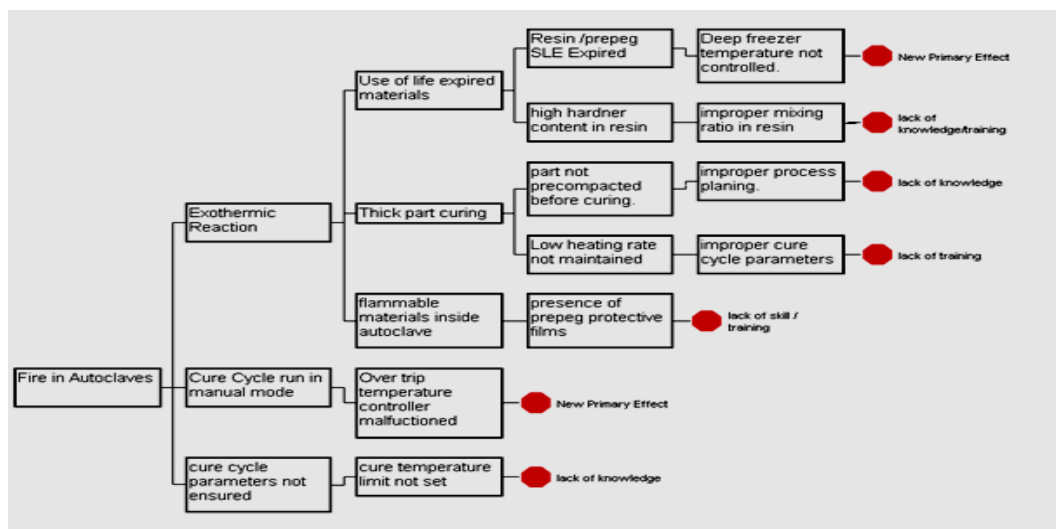 Resin /prepeg
SLE Expired
Deep freezer
temperature not
controlled.
New Primary Effect
Use of life expired
materials
high hardner
content in resin
improper mixing
ratio in resin
lack of
knowledge/training
part not
precompacted
before curing.
improper process
planing.
lack of knowledge
Exothermic
Reaction
Thick part curing
Low heating rate
not maintained
improper cure
cycle parameters
lack of training
flammable
materials inside
autoclave
presence of
prepeg protective
films
lack of skill /
training
Fire in Autoclaves
Cure Cycle run in
manual mode
Over trip
temperature
controller
malfuctioned
New Primary Effect
cure cycle
parameters not
ensured
cure temperature
limit not set
lack of knowledge